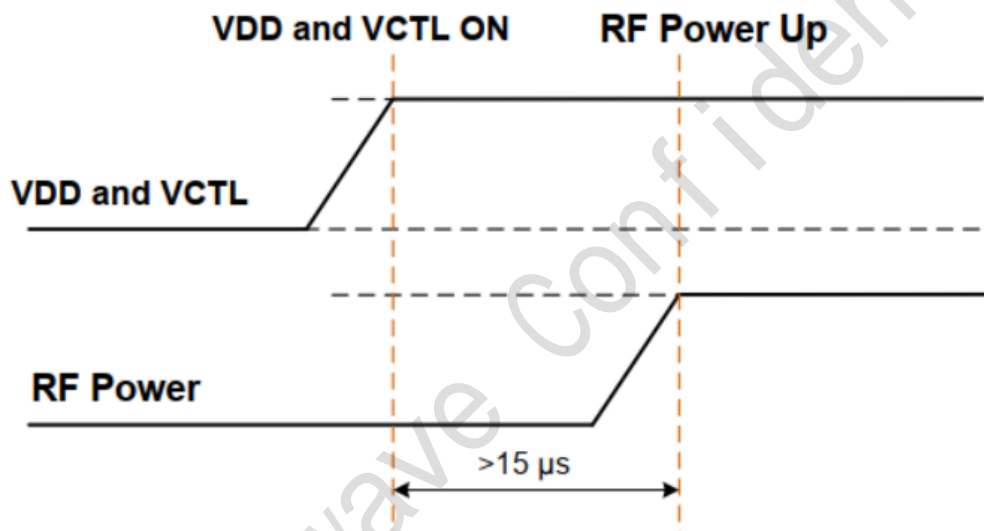 VDD and VCTL ON
RF Power Up
VDD and VCTL
RF Power
>15 µs